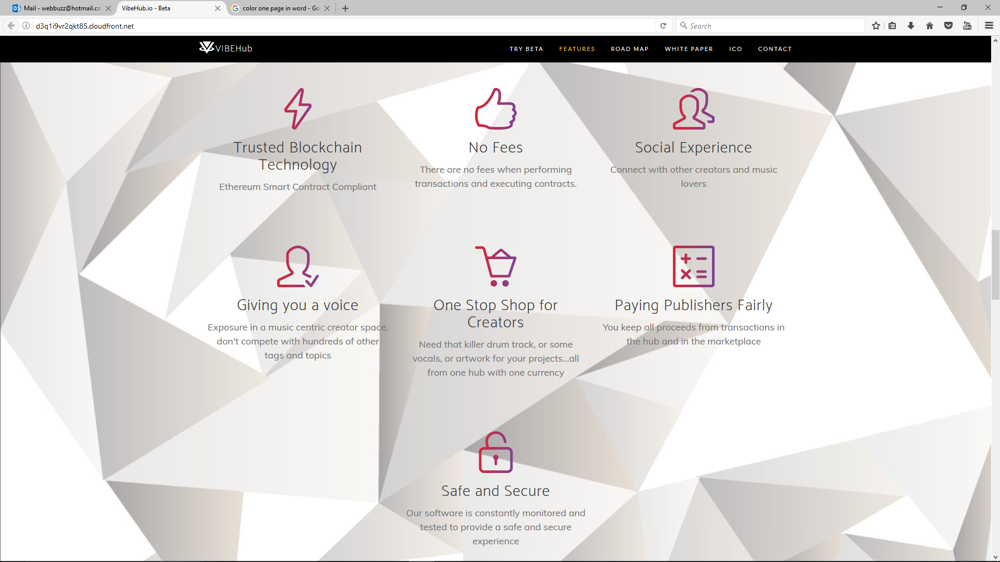 Mail - webbuzz@hotmail.co
VibeHub.io - Beta
color one page in word - Go
d3q1i9vr2qkt85.cloudfront.net
Search
You
Tube
VIBEHub
TRY BETA
FEATURES
ROAD MAP
WHITE PAPER
ICO
CONTACT
Trusted Blockchain
Technology
Ethereum Smart Contract Compliant
No Fees
There are no fees when performing
transactions and executing contracts.
Social Experience
Connect with other creators and music
lovers
Giving you a voice
Exposure in a music centric creator space,
don't compete with hundreds of other
tags and topics
One Stop Shop for
Creators
Need that killer drum track, or some
vocals, or artwork for your projects...all
from one hub with one currency
Paying Publishers Fairly
You keep all proceeds from transactions in
the hub and in the marketplace
Safe and Secure
Our software is constantly monitored and
tested to provide a safe and secure
experience